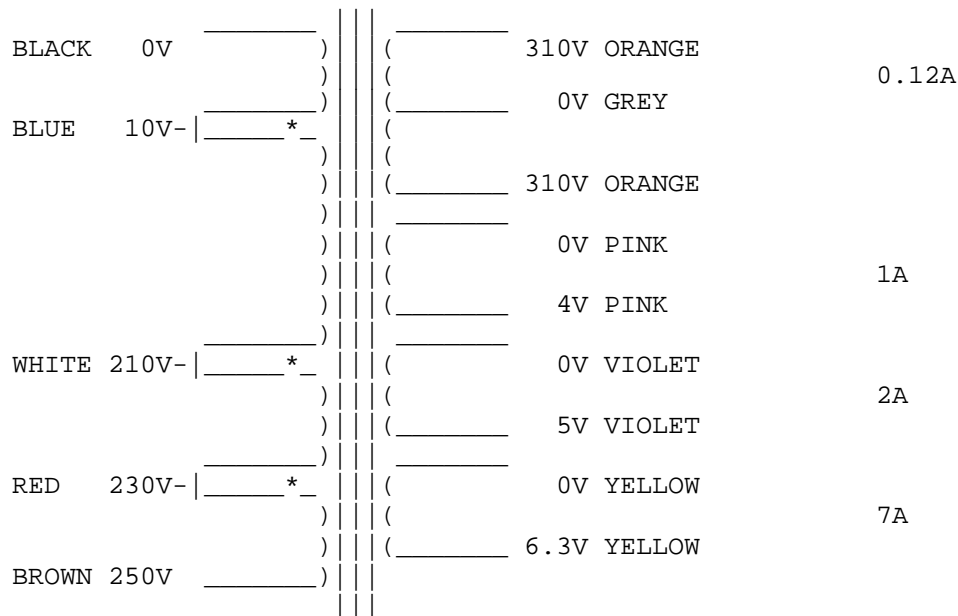 BLACK 0V 310V ORANGE
0.12A
0V GREY
BLUE 10V
310V ORANGE
0V PINK
1A
4V PINK
WHITE 210V 0V VIOLET
2A
5V VIOLET
RED 230V 0V YELLOW
7A
6.3V YELLOW
BROWN 250V